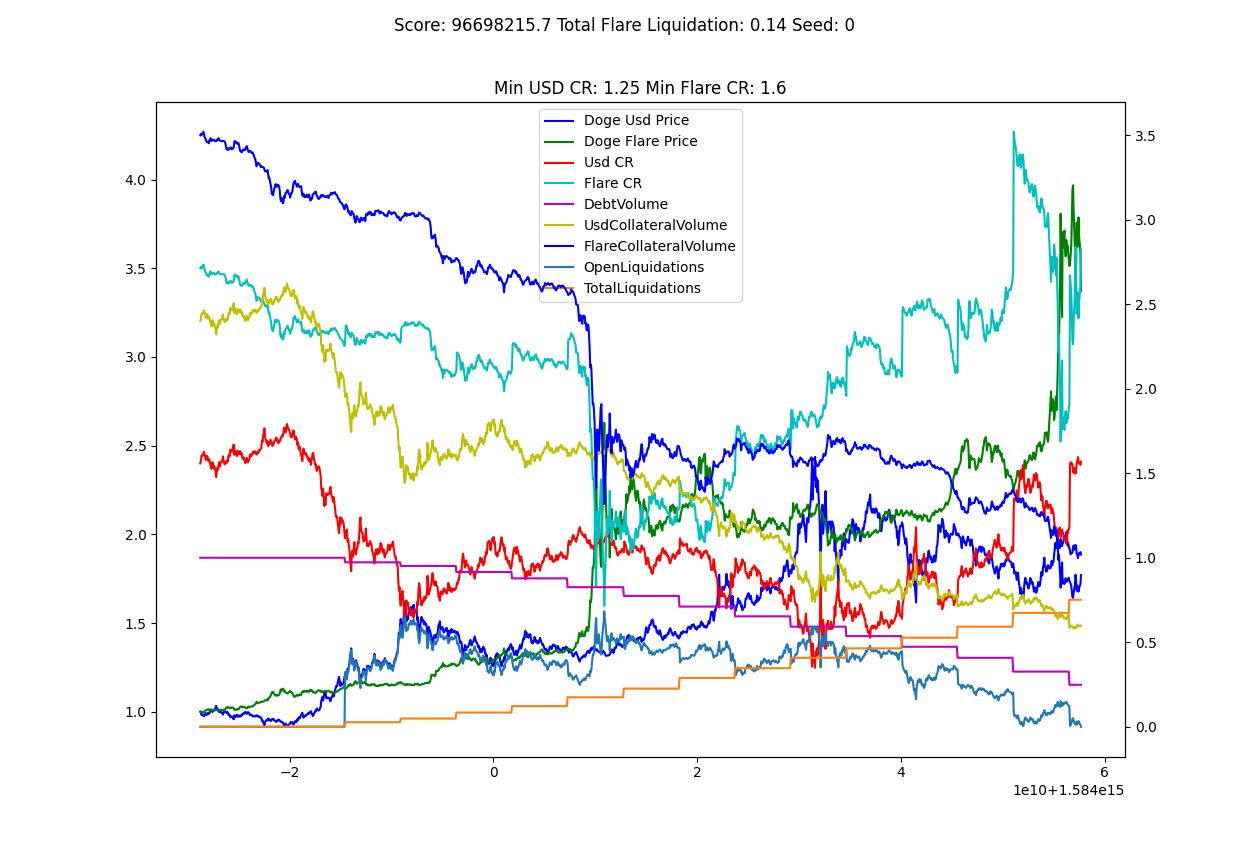 Score: 96698215.7 Total Flare Liquidation: 0.14 Seed: 0
Min USD CR: 1.25 Min Flare CR: 1.6
Doge Usd Price
Doge Flare Price
Usd CR
Flare CR
DebtVolume
UsdCollateralVolume
FlareCollateralVolume
OpenLiquidations
TotalLiquidations
4.0
3.5
3.0
2.5
2.0
1.5
1.0
3.5
3.0
2.5
2.0
1.5
1.0
0.5
0.0
−2
0
2
4
6
1e10+1.584e15